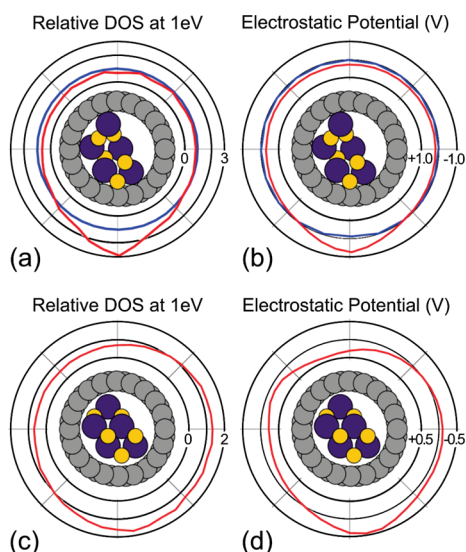 Relative DOS at 1eV
Electrostatic Potential (V)
0 3
+1.0 -1.0
(a)
(b)
Relative DOS at 1eV
Electrostatic Potential (V)
0 2
+0.5 -0.5
(c)
(d)